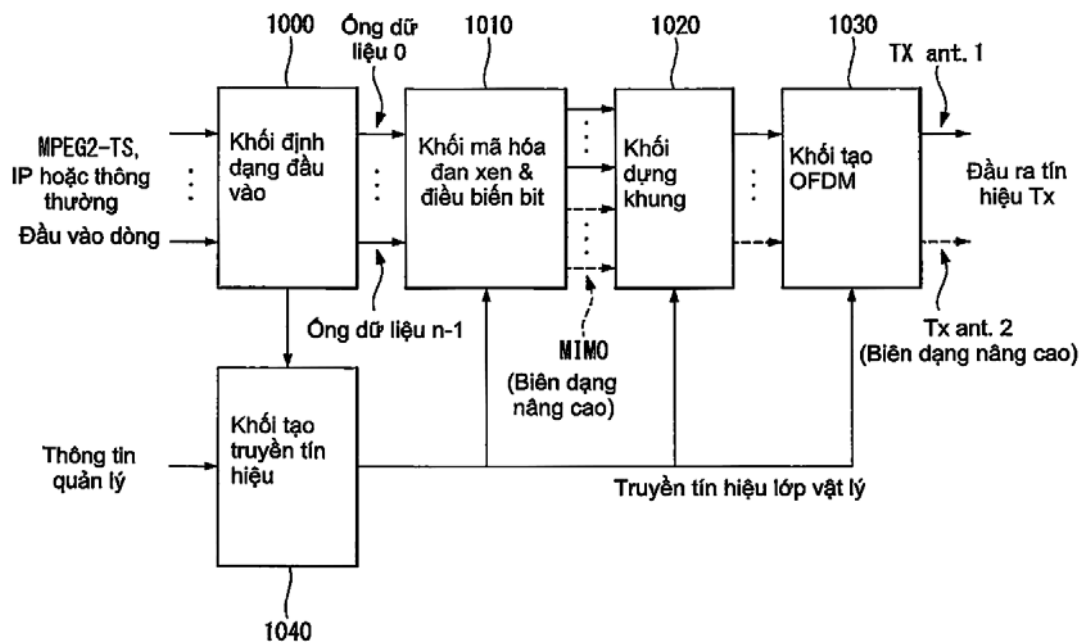 1000
Ống dữ
liệu 0
1010
1020
1030
TX ant. 1
MPEG2-TS,
IP hoặc thông
thường
Đầu vào dòng
Khối định
dạng đầu
vào
Khối mã hóa
đan xen &
điều biến bit
Khối
dựng
khung
Khối tạo
OFDM
Đầu ra tín
hiệu Tx
Ống dữ liệu n-1
MIMO
(Biên dạng
nâng cao)
Tx ant. 2
(Biên dạng nâng cao)
Thông tin
quản lý
Khối tạo
truyền tín
hiệu
Truyền tín hiệu lớp vật lý
1040